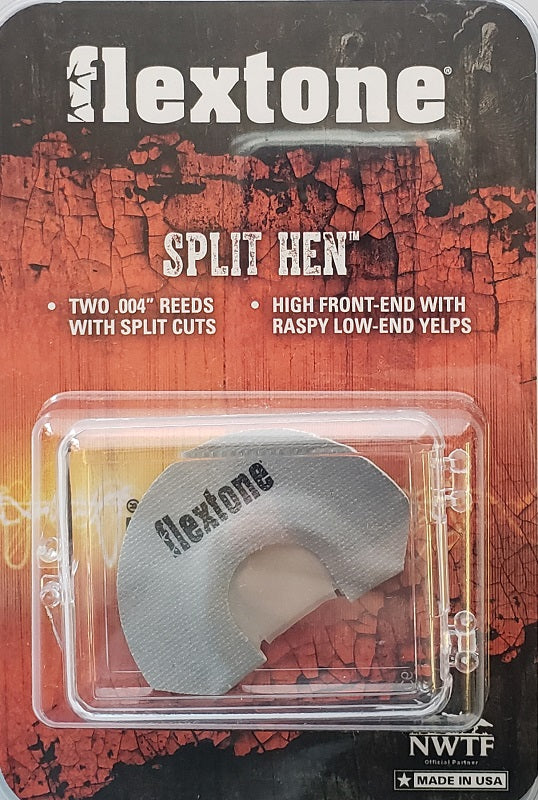 flextone®
SPLIT HEN™
• TWO .004" REEDS
WITH SPLIT CUTS
• HIGH FRONT-END WITH
RASPY LOW-END YELPS
flextone
NWTF
Official Partner
★ MADE IN USA